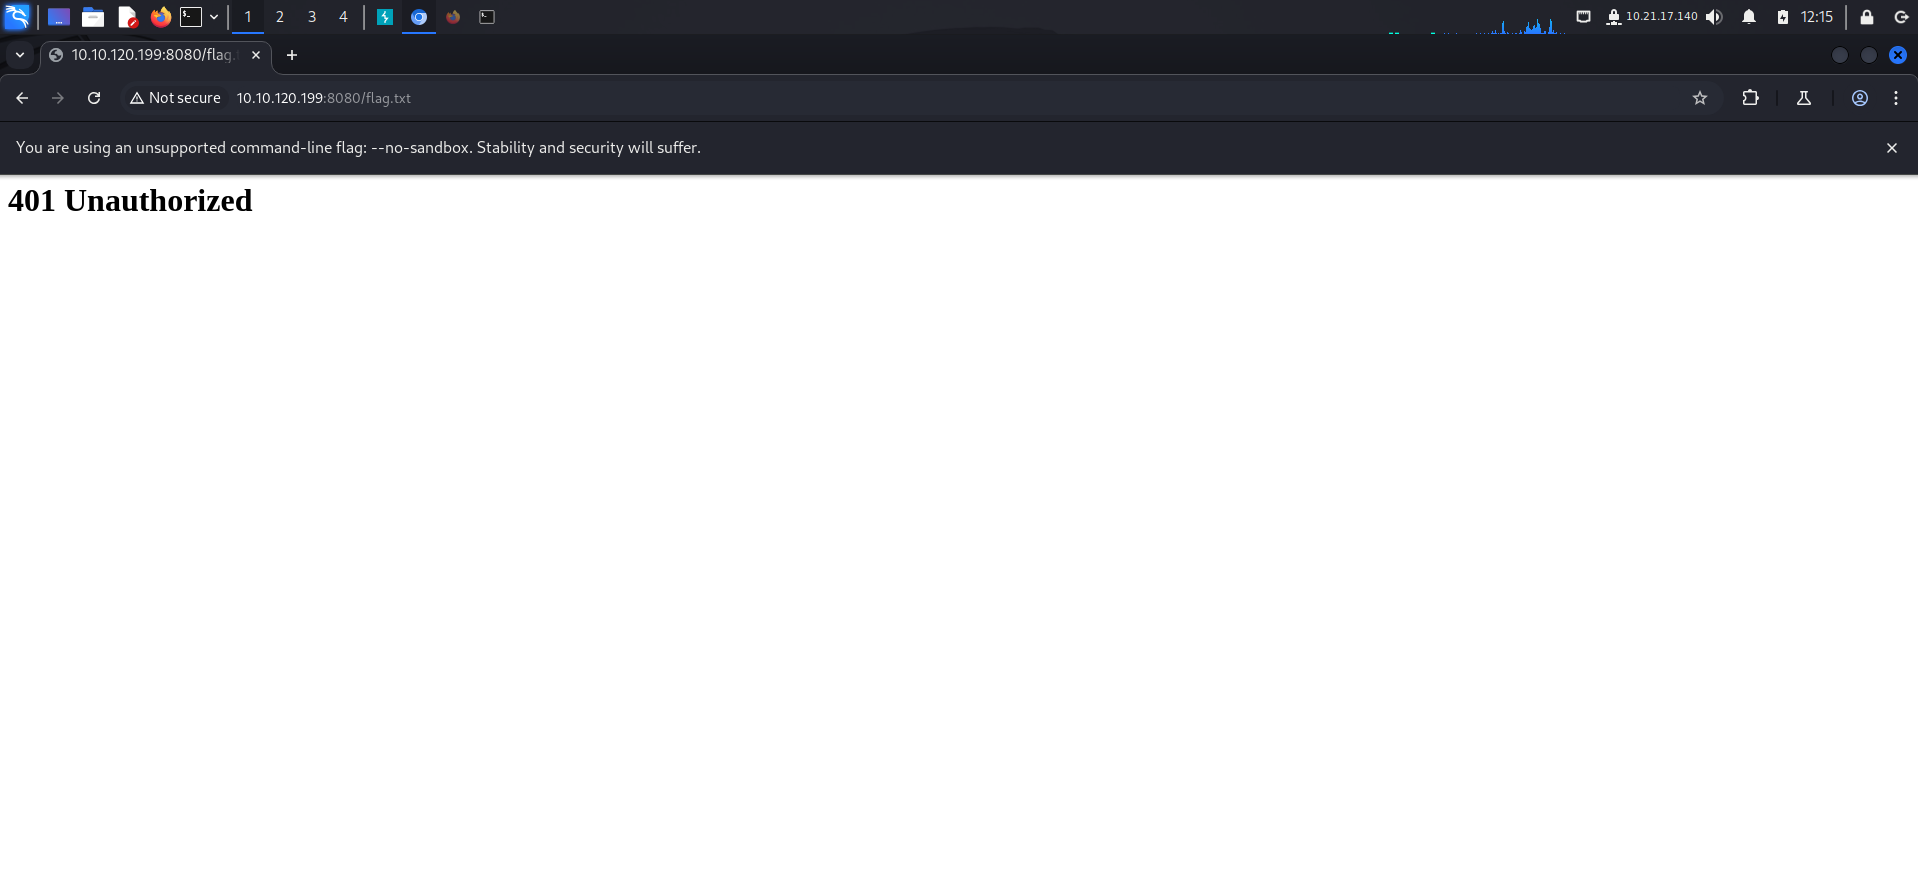 1 2 3 4 10.21.17.140 12:15
10.10.120.199:8080/flag.
Not secure 10.10.120.199:8080/flag.txt
You are using an unsupported command-line flag: --no-sandbox. Stability and security will suffer.
401 Unauthorized